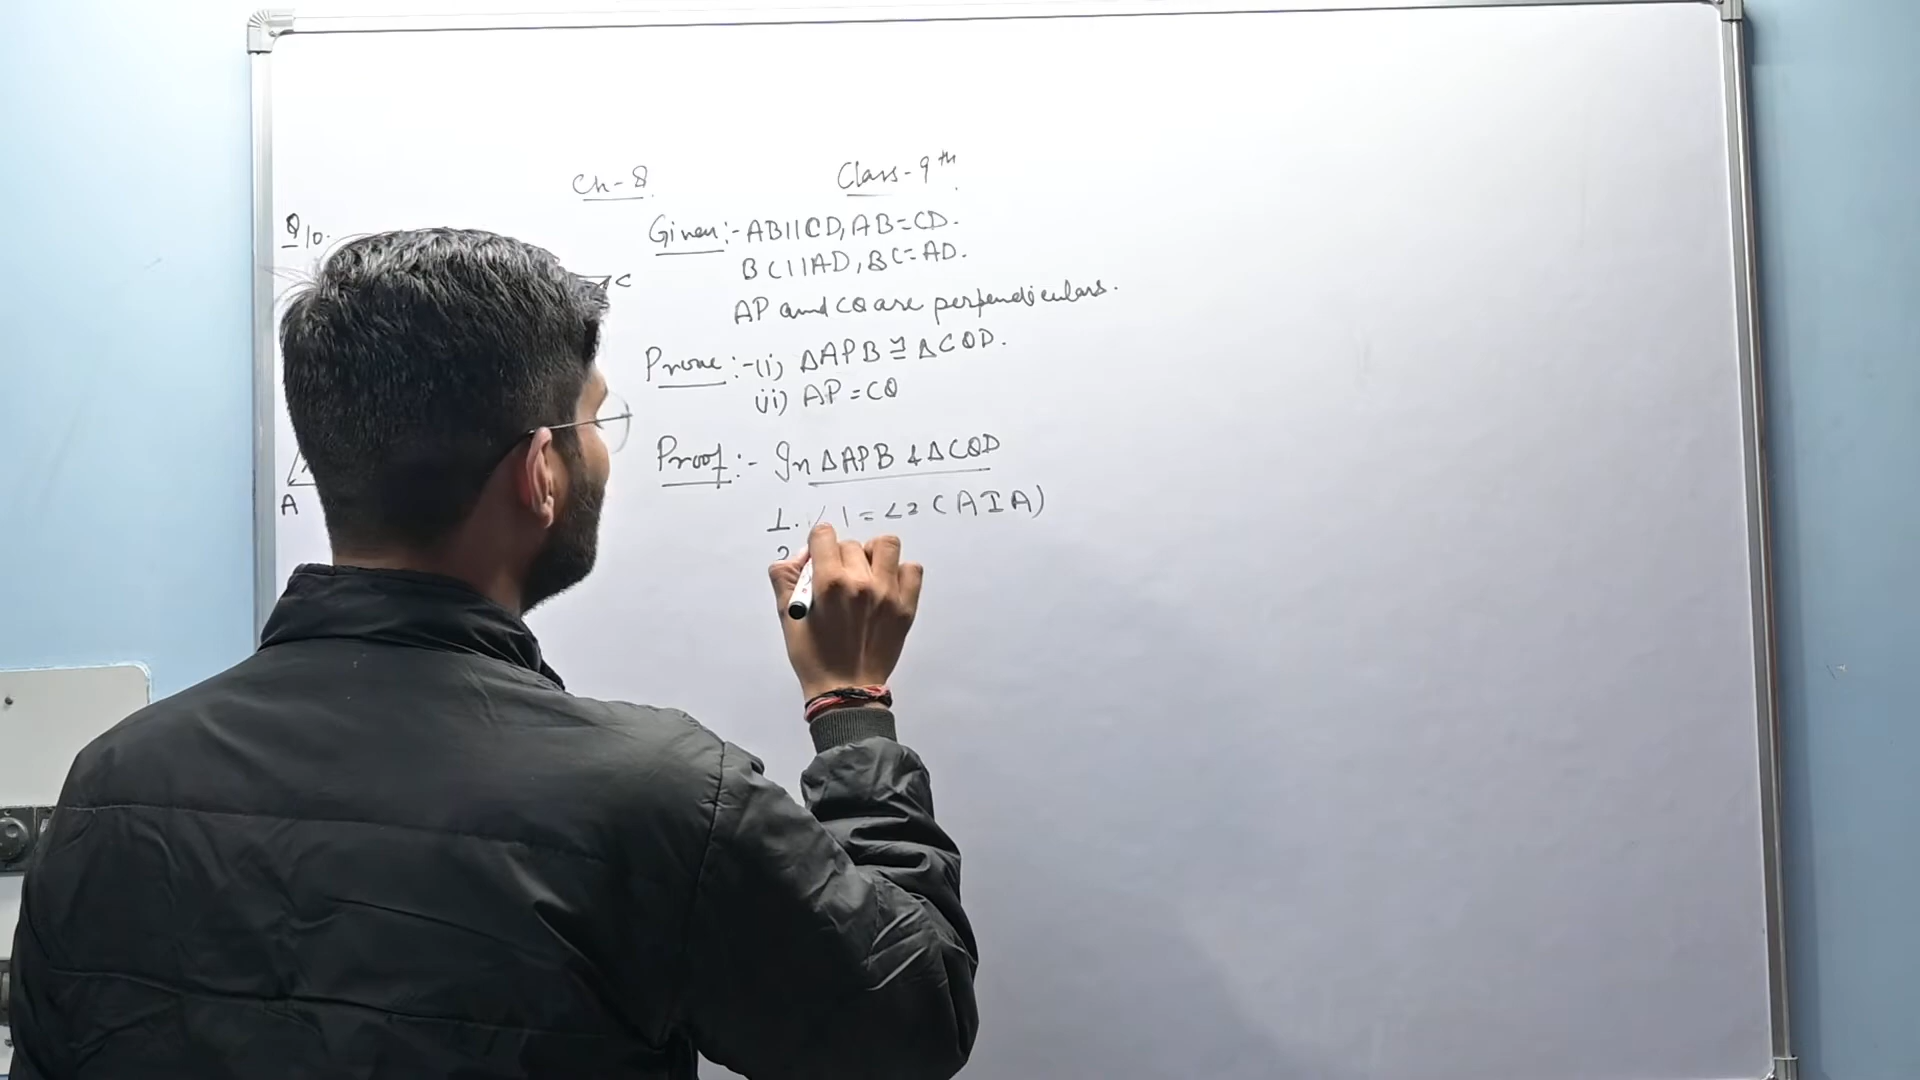 Ch-8
Class-9th
Q10.
Given:- AB||CD, AB=CD.
BC||AD, BC=AD.
AP and CQ are perpendiculars.
Prove:-(i) ΔAPB ≅ ΔCQD.
(ii) AP=CQ
Proof:- In ΔAPB & ΔCQD
1. ∠1=∠2 (AIA)
2
C
A